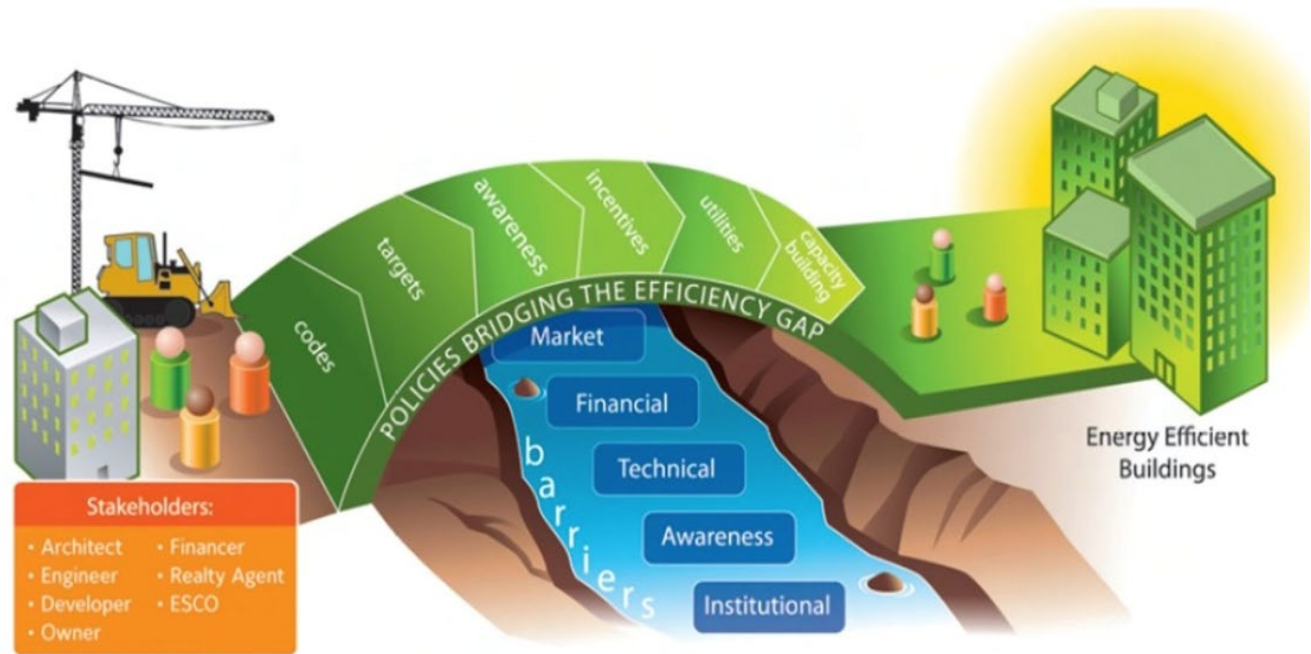 codes
targets
awareness
incentives
utilities
capacity
building
POLICIES BRIDGING THE EFFICIENCY GAP
barriers
Market
Financial
Technical
Awareness
Institutional
Energy Efficient
Buildings
Stakeholders:
• Architect
• Engineer
• Developer
• Owner
• Financer
• Realty Agent
• ESCO